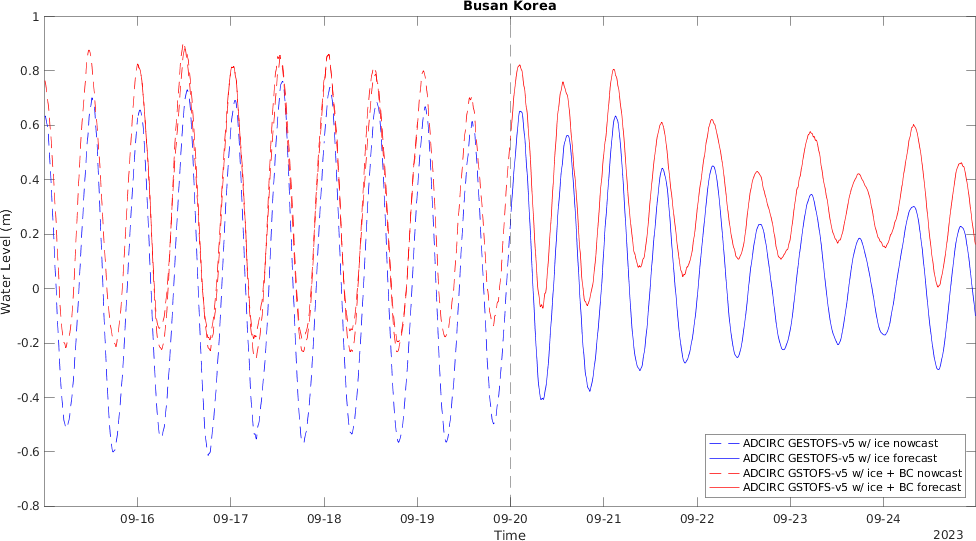 Busan Korea
1
0.8
0.6
0.4
0.2
0
-0.2
-0.4
-0.6
-0.8
Water Level (m)
ADCIRC GESTOFS-v5 w/ ice nowcast
ADCIRC GESTOFS-v5 w/ ice forecast
ADCIRC GSTOFS-v5 w/ ice + BC nowcast
ADCIRC GSTOFS-v5 w/ ice + BC forecast
09-16 09-17 09-18 09-19 09-20 09-21 09-22 09-23 09-24
Time
2023